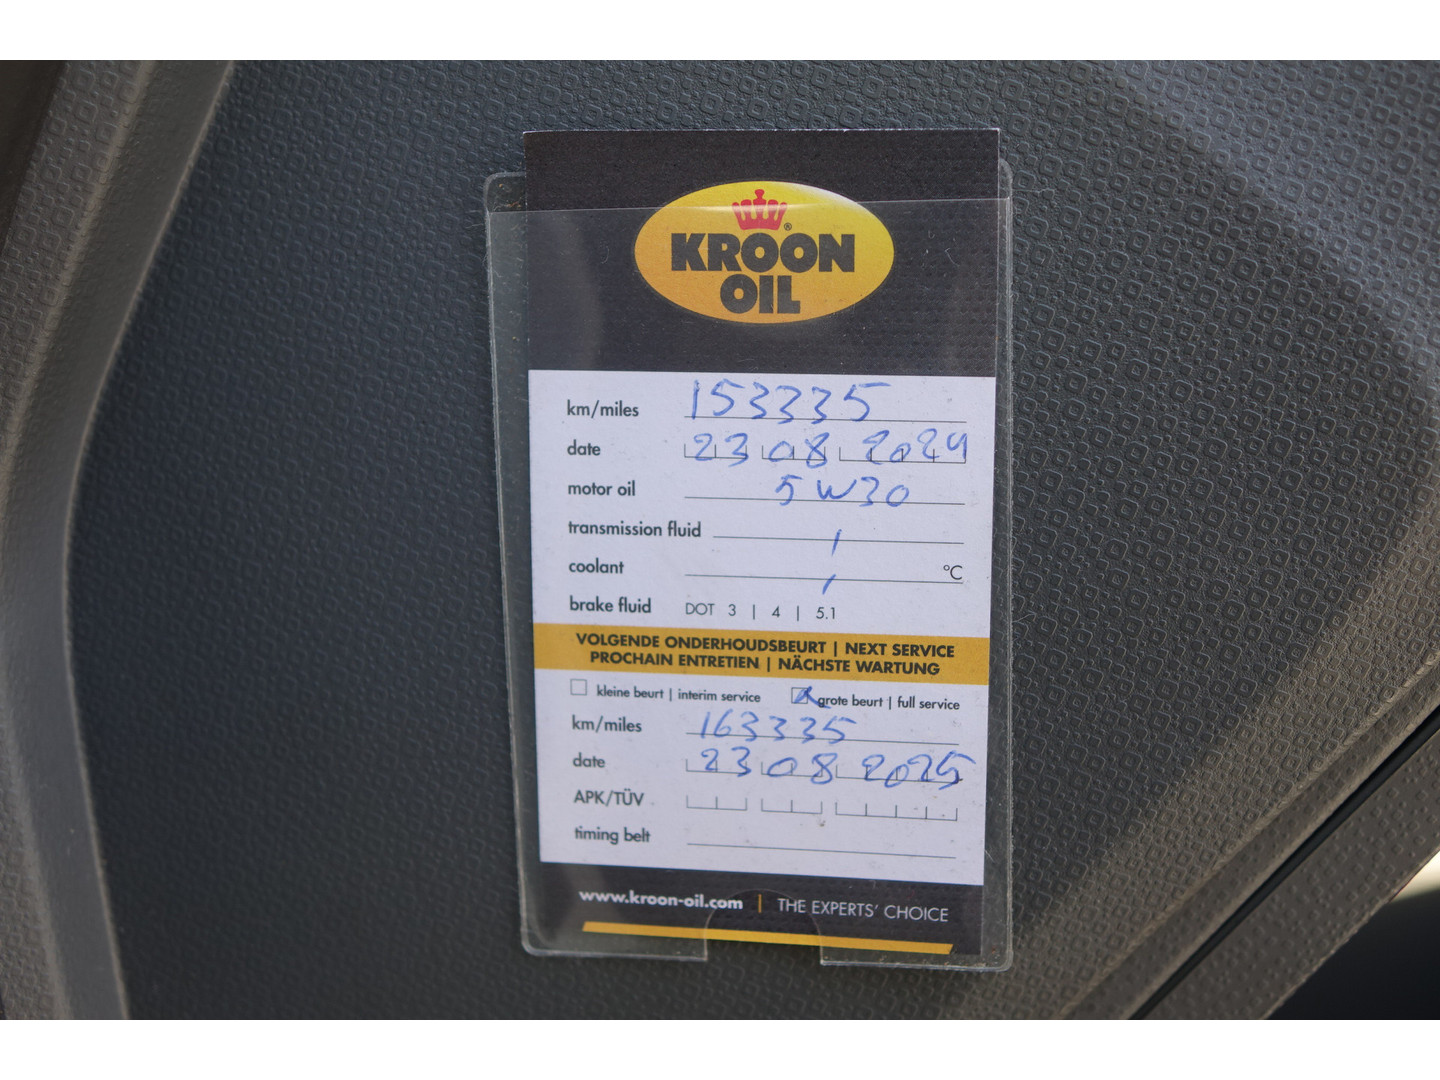 KROON
OIL
km/miles 153335
date 23 08 2024
motor oil 5W30
transmission fluid /
coolant / °C
brake fluid DOT 3 | 4 | 5.1
VOLGENDE ONDERHOUDSBEURT | NEXT SERVICE
PROCHAIN ENTRETIEN | NÄCHSTE WARTUNG
kleine beurt | interim service grote beurt | full service
km/miles 163335
date 23 08 2025
APK/TÜV
timing belt
www.kroon-oil.com | THE EXPERTS' CHOICE